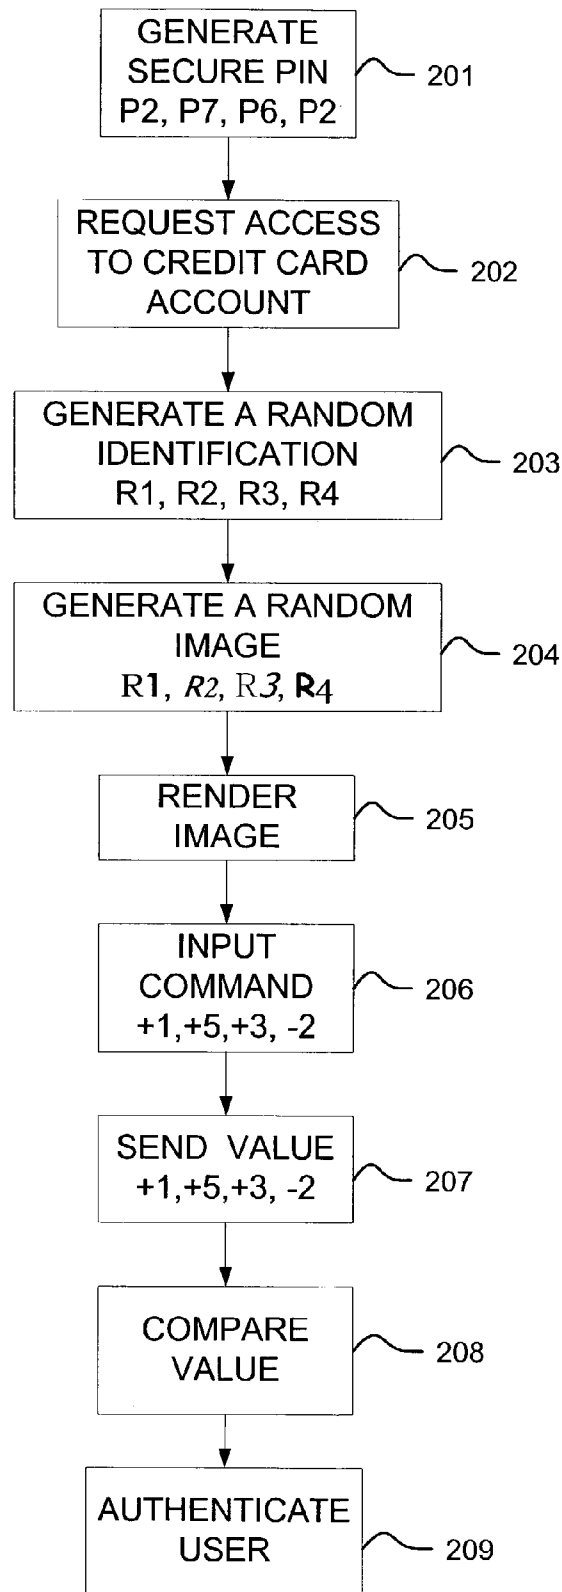 GENERATE
SECURE PIN
P2, P7, P6, P2
201
REQUEST ACCESS
TO CREDIT CARD
ACCOUNT
202
GENERATE A RANDOM
IDENTIFICATION
R1, R2, R3, R4
203
GENERATE A RANDOM
IMAGE
R1, R2, R3, R4
204
RENDER
IMAGE
205
INPUT
COMMAND
+1,+5,+3, -2
206
SEND VALUE
+1,+5,+3, -2
207
COMPARE
VALUE
208
AUTHENTICATE
USER
209